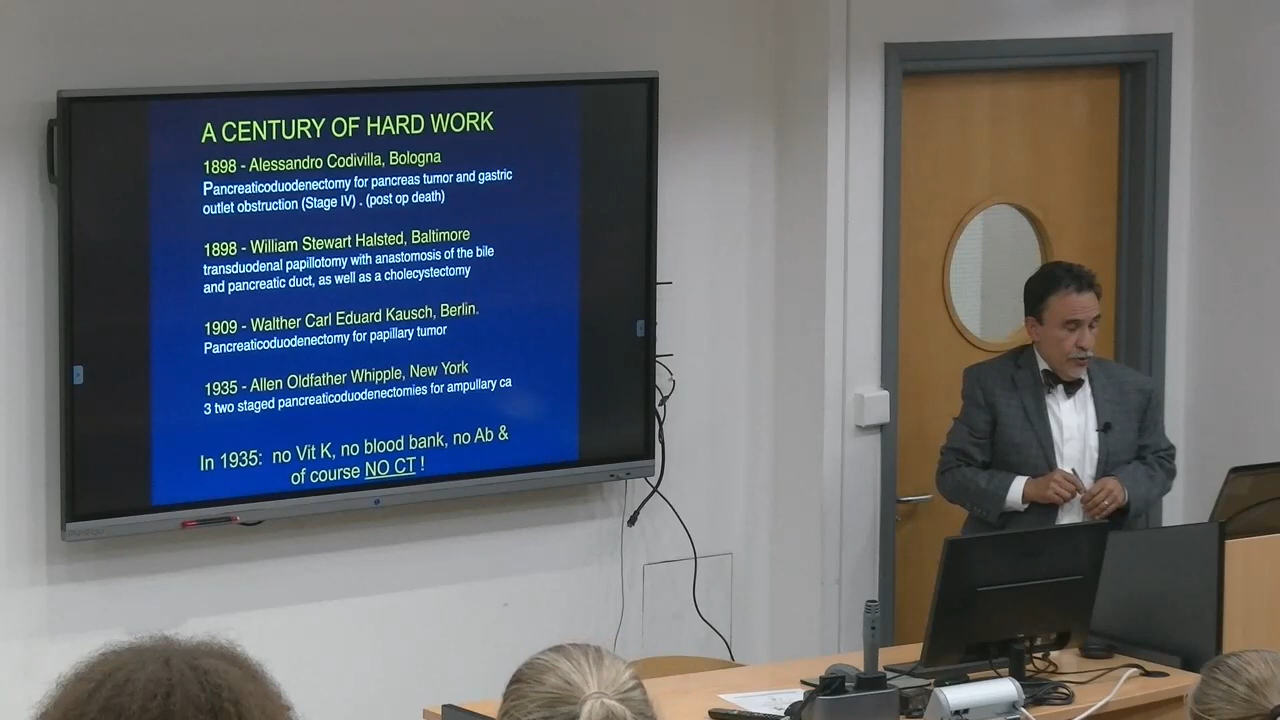 A CENTURY OF HARD WORK
1898 - Alessandro Codivilla, Bologna
Pancreaticoduodenectomy for pancreas tumor and gastric
outlet obstruction (Stage IV) . (post op death)
1898 - William Stewart Halsted, Baltimore
transduodenal papillotomy with anastomosis of the bile
and pancreatic duct, as well as a cholecystectomy
1909 - Walther Carl Eduard Kausch, Berlin.
Pancreaticoduodenectomy for papillary tumor
1935 - Allen Oldfather Whipple, New York
3 two staged pancreaticoduodenectomies for ampullary ca
In 1935: no Vit K, no blood bank, no Ab &
of course NO CT !